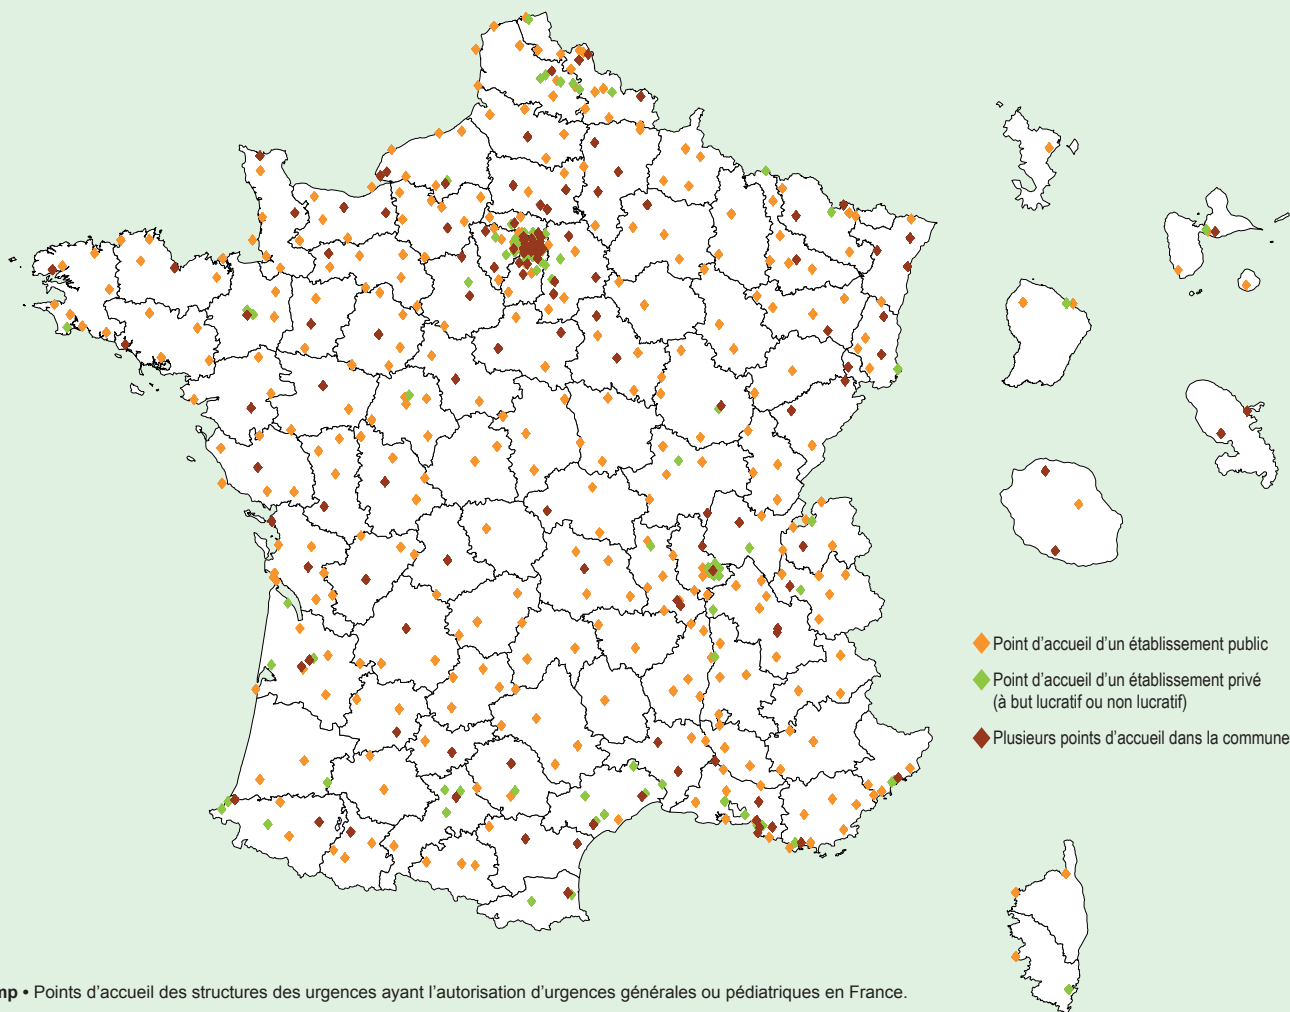 Point d’accueil d’un établissement public
Point d’accueil d’un établissement privé
(à but lucratif ou non lucratif)
Plusieurs points d’accueil dans la commune
mp • Points d’accueil des structures des urgences ayant l’autorisation d’urgences générales ou pédiatriques en France.